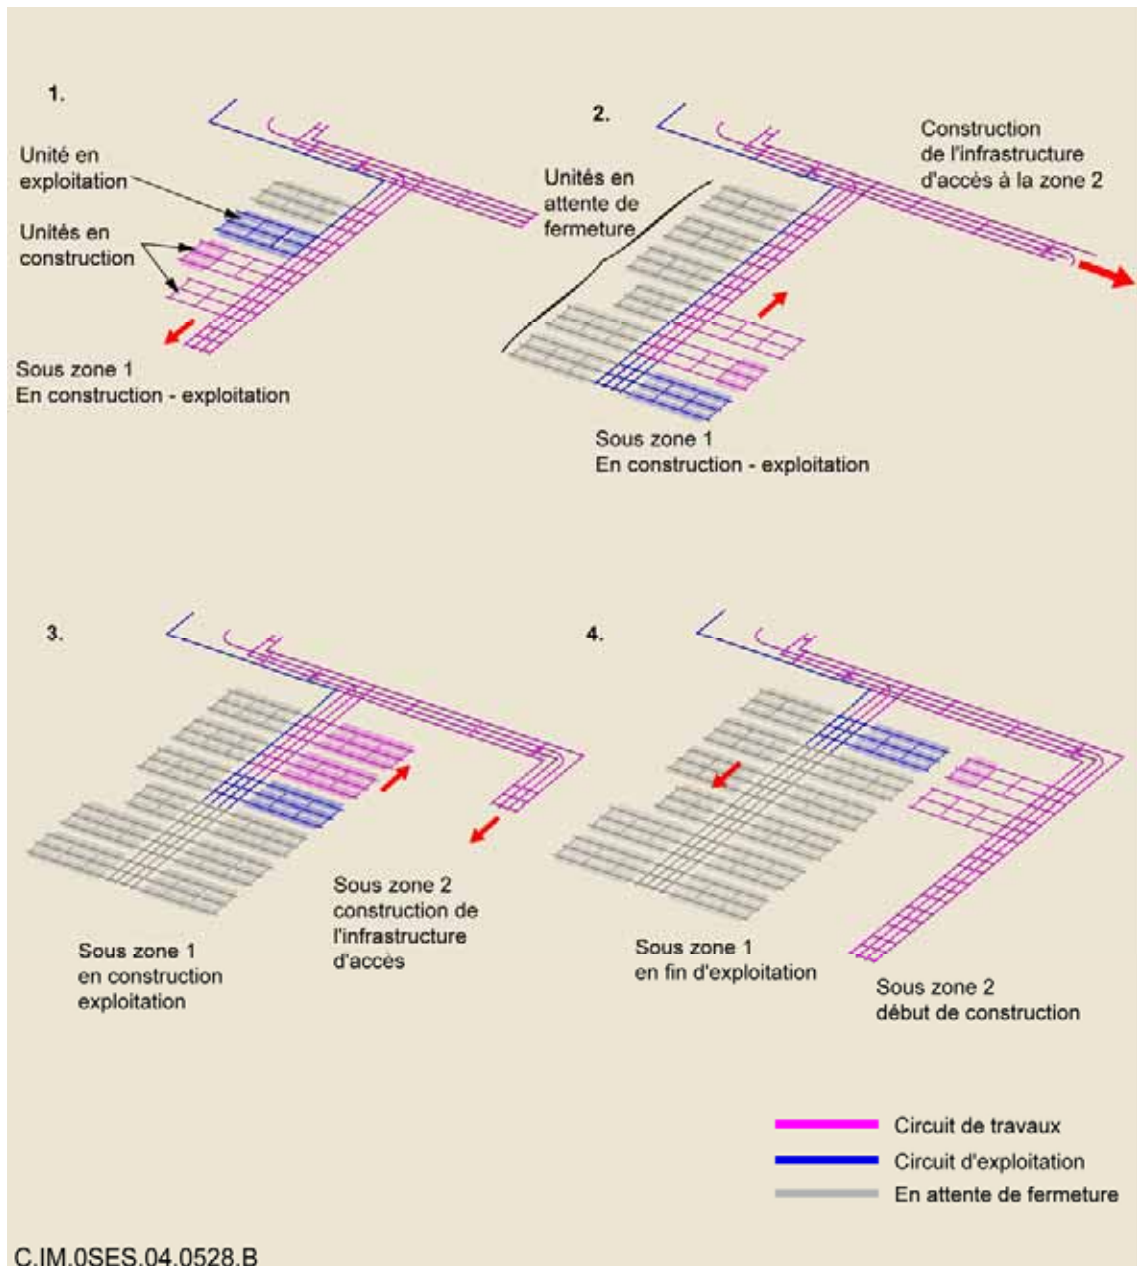 1.
Unité en
exploitation
Unités en
construction
Sous zone 1
En construction - exploitation
2.
Construction
de l'infrastructure
d'accès à la zone 2
Unités en
attente de
fermeture
Sous zone 1
En construction - exploitation
3.
Sous zone 2
construction de
l'infrastructure
d'accès
Sous zone 1
en construction
exploitation
4.
Sous zone 1
en fin d'exploitation
Sous zone 2
début de construction
Circuit de travaux
Circuit d'exploitation
En attente de fermeture
C.IM.0SES.04.0528.B